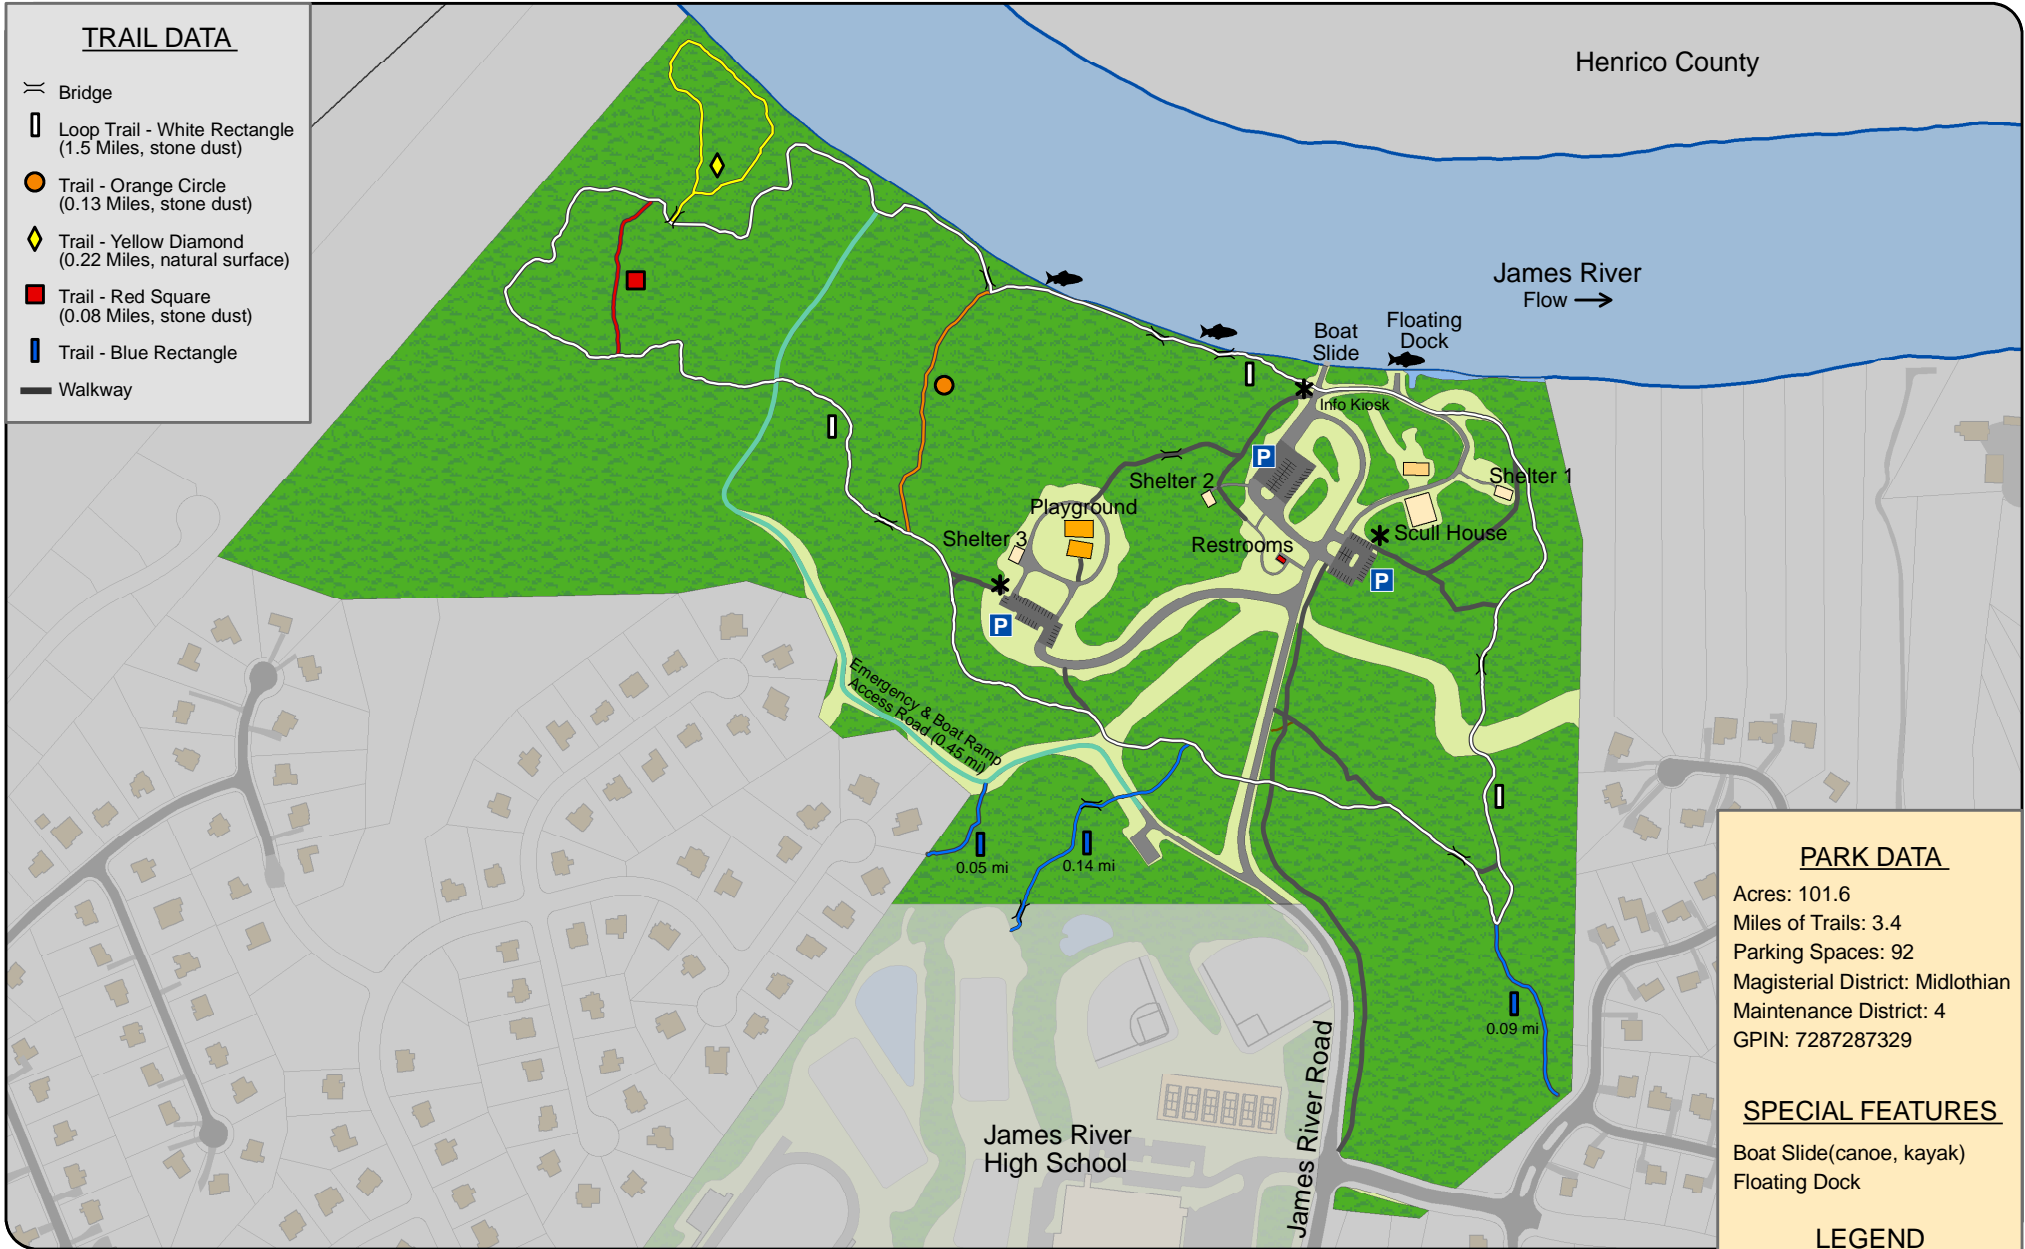 TRAIL DATA
Bridge
Loop Trail - White Rectangle
(1.5 Miles, stone dust)
Trail - Orange Circle
(0.13 Miles, stone dust)
Trail - Yellow Diamond
(0.22 Miles, natural surface)
Trail - Red Square
(0.08 Miles, stone dust)
Trail - Blue Rectangle
Walkway
Henrico County
James River
Flow
Boat
Slide
Floating
Dock
Info Kiosk
P
Shelter 2
Shelter 1
Playground
Shelter 3
Restrooms
Scull House
P
P
Emergency & Boat Ramp
Access Road (0.45 mi)
0.05 mi
0.14 mi
0.09 mi
James River Road
James River
High School
PARK DATA
Acres: 101.6
Miles of Trails: 3.4
Parking Spaces: 92
Magisterial District: Midlothian
Maintenance District: 4
GPIN: 7287287329
SPECIAL FEATURES
Boat Slide(canoe, kayak)
Floating Dock
LEGEND